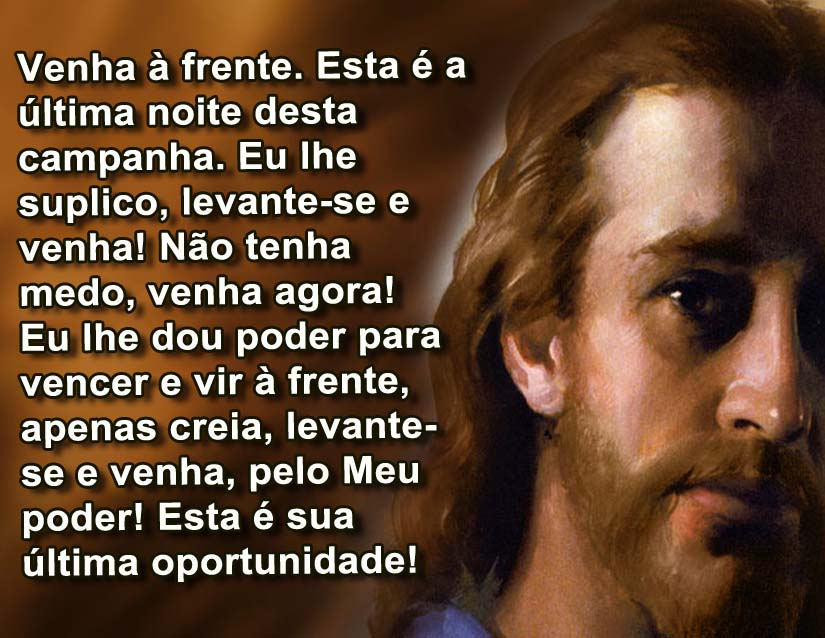 Venha à frente. Esta é a
última noite desta
campanha. Eu lhe
suplico, levante-se e
venha! Não tenha
medo, venha agora!
Eu lhe dou poder para
vencer e vir à frente,
apenas creia, levante-
se e venha, pelo Meu
poder! Esta é sua
última oportunidade!